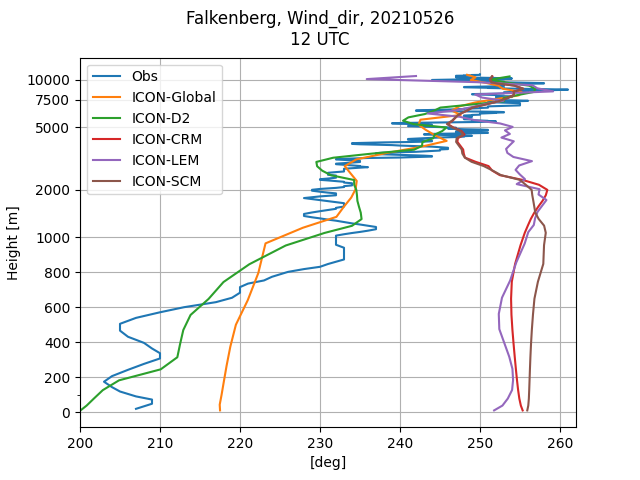 Falkenberg, Wind_dir, 20210526
12 UTC
Obs
ICON-Global
ICON-D2
ICON-CRM
ICON-LEM
ICON-SCM
Height [m]
10000
7500
5000
2000
1000
800
600
400
200
0
200 210 220 230 240 250 260
[deg]